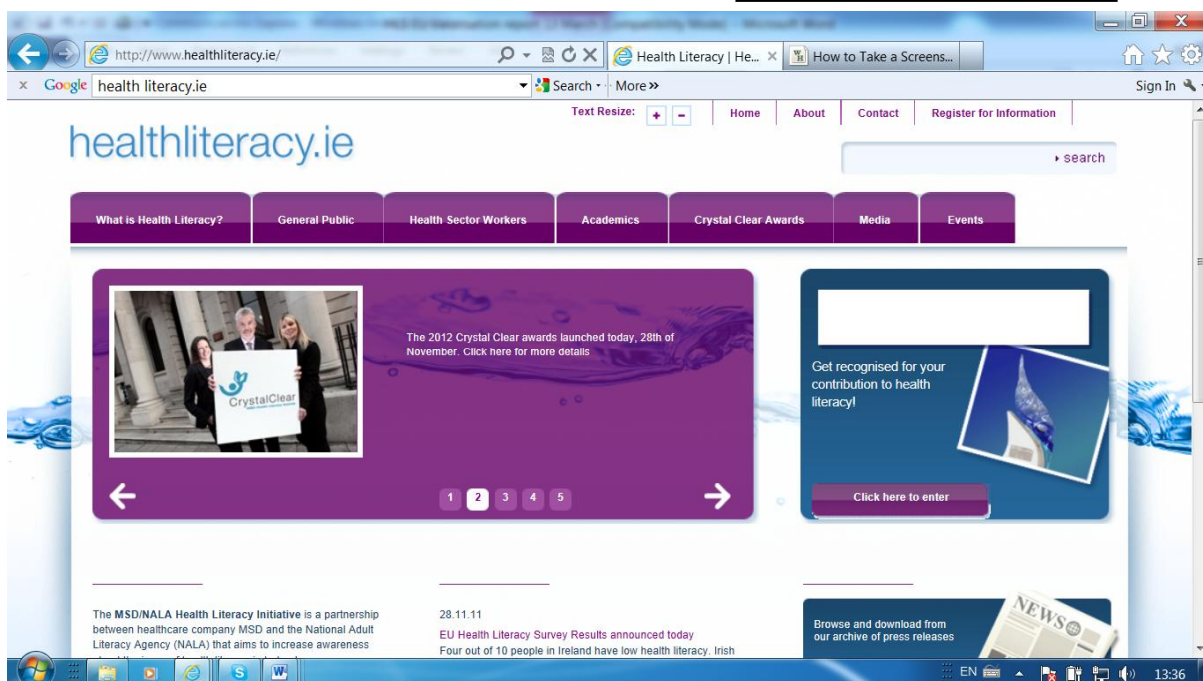 http://www.healthliteracy.ie/
Health Literacy | He...
How to Take a Screens...
x Google health literacy.ie
Search
More »
Sign In
Text Resize: + -
Home
About
Contact
Register for Information
healthliteracy.ie
search
What is Health Literacy?
General Public
Health Sector Workers
Academics
Crystal Clear Awards
Media
Events
CrystalClear
The 2012 Crystal Clear awards launched today, 28th of
November. Click here for more details
1 2 3 4 5
Get recognised for your
contribution to health
literacy!
Click here to enter
The MSD/NALA Health Literacy Initiative is a partnership
between healthcare company MSD and the National Adult
Literacy Agency (NALA) that aims to increase awareness
28.11.11
EU Health Literacy Survey Results announced today
Four out of 10 people in Ireland have low health literacy. Irish
Browse and download from
our archive of press releases
NEWS
EN
13:36